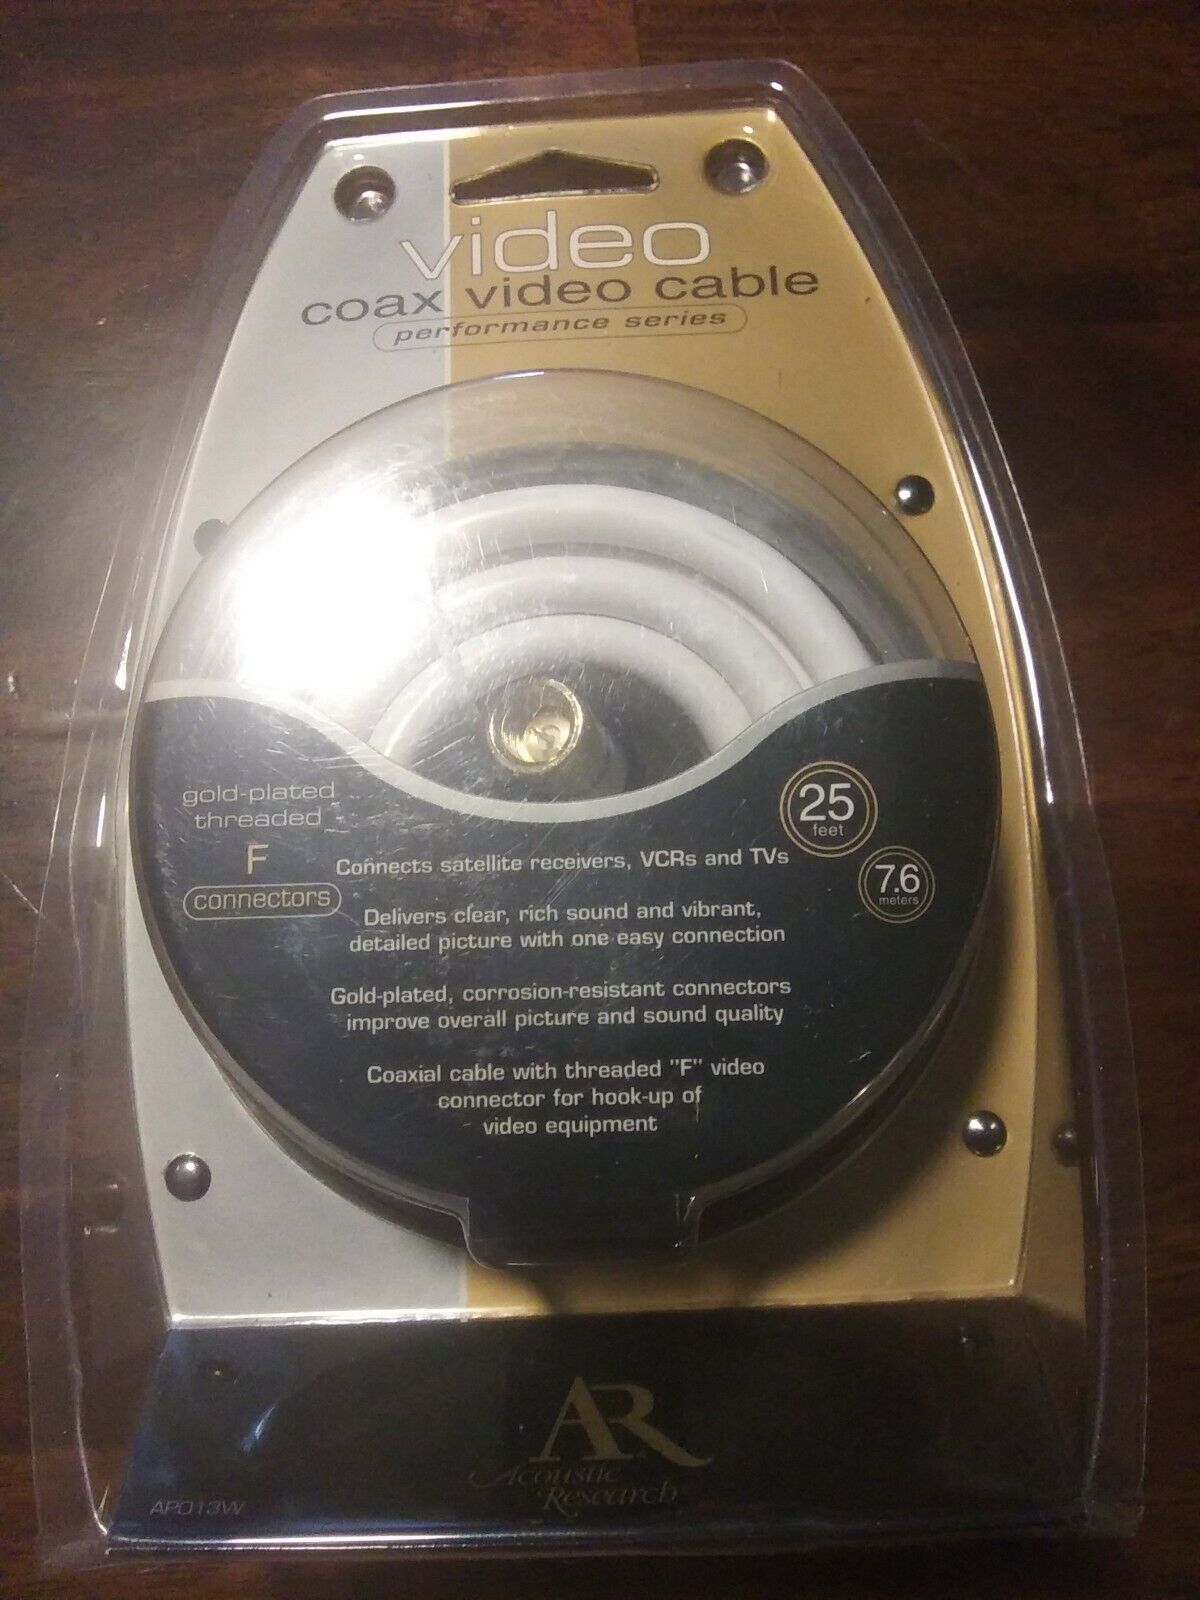 video
coax video cable
performance series
gold-plated
threaded
F
connectors
25
feet
7.6
meters
Connects satellite receivers, VCRs and TVs
Delivers clear, rich sound and vibrant,
detailed picture with one easy connection
Gold-plated, corrosion-resistant connectors
improve overall picture and sound quality
Coaxial cable with threaded "F" video
connector for hook-up of
video equipment
AR
Acoustic
Research
AP013W